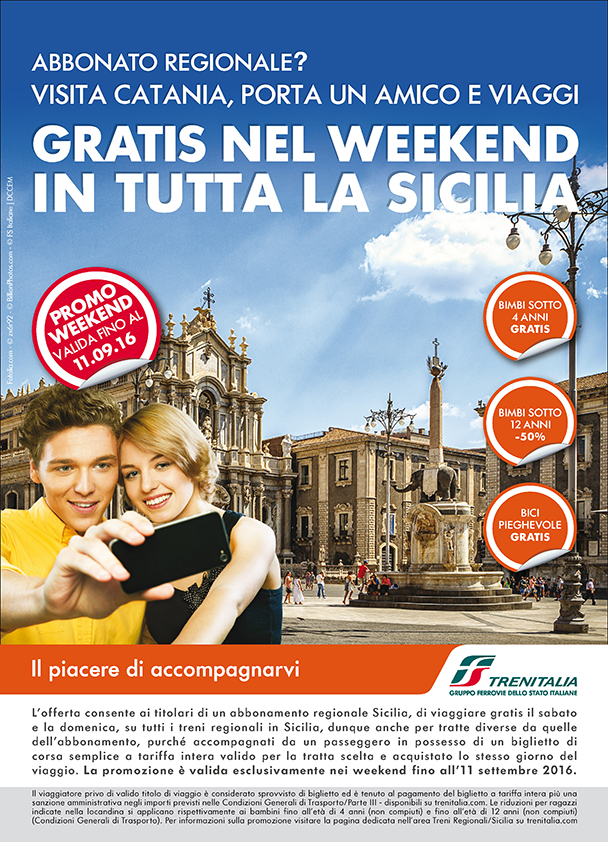 ABBONATO REGIONALE?
VISITA CATANIA, PORTA UN AMICO E VIAGGI
GRATIS NEL WEEKEND
IN TUTTA LA SICILIA
Fotolia.com - © zx6r92 - © BillionPhotos.com - © FS Italiane | DCCEM
PROMO
WEEKEND
VALIDA FINO AL
11.09.16
BIMBI SOTTO
4 ANNI
GRATIS
BIMBI SOTTO
12 ANNI
-50%
BICI
PIEGHEVOLE
GRATIS
Il piacere di accompagnarvi
TRENITALIA
GRUPPO FERROVIE DELLO STATO ITALIANE
L'offerta consente ai titolari di un abbonamento regionale Sicilia, di viaggiare gratis il sabato
e la domenica, su tutti i treni regionali in Sicilia, dunque anche per tratte diverse da quelle
dell'abbonamento, purché accompagnati da un passeggero in possesso di un biglietto di
corsa semplice a tariffa intera valido per la tratta scelta e acquistato lo stesso giorno del
viaggio. La promozione è valida esclusivamente nei weekend fino all'11 settembre 2016.
Il viaggiatore privo di valido titolo di viaggio è considerato sprovvisto di biglietto ed è tenuto al pagamento del biglietto a tariffa intera più una
sanzione amministrativa negli importi previsti nelle Condizioni Generali di Trasporto/Parte III - disponibili su trenitalia.com. Le riduzioni per ragazzi
indicate nella locandina si applicano rispettivamente ai bambini fino all'età di 4 anni (non compiuti) e fino all'età di 12 anni (non compiuti)
(Condizioni Generali di Trasporto). Per informazioni sulla promozione visitare la pagina dedicata nell'area Treni Regionali/Sicilia su trenitalia.com